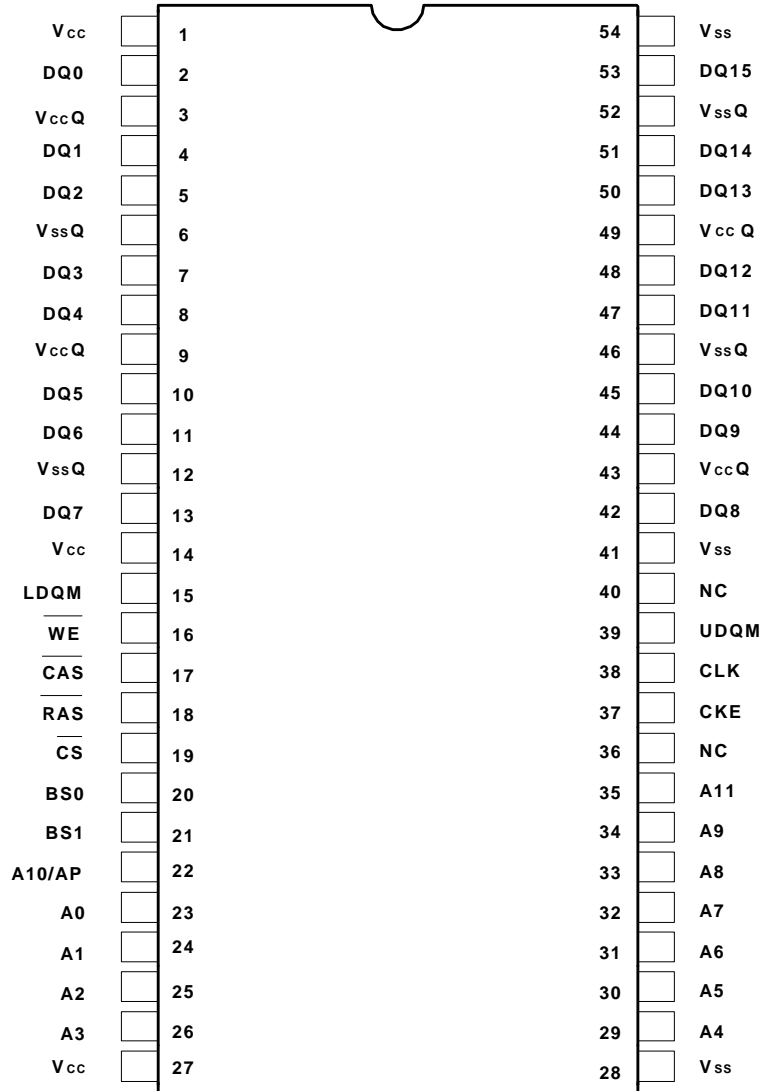 Vcc 1 54 Vss
DQ0 2 53 DQ15
VccQ 3 52 VssQ
DQ1 4 51 DQ14
DQ2 5 50 DQ13
VssQ 6 49 Vcc Q
DQ3 7 48 DQ12
DQ4 8 47 DQ11
VccQ 9 46 VssQ
DQ5 10 45 DQ10
DQ6 11 44 DQ9
VssQ 12 43 VccQ
DQ7 13 42 DQ8
Vcc 14 41 Vss
LDQM 15 40 NC
W̅E̅ 16 39 UDQM
C̅A̅S̅ 17 38 CLK
R̅A̅S̅ 18 37 CKE
C̅S̅ 19 36 NC
BS0 20 35 A11
BS1 21 34 A9
A10/AP 22 33 A8
A0 23 32 A7
A1 24 31 A6
A2 25 30 A5
A3 26 29 A4
Vcc 27 28 Vss